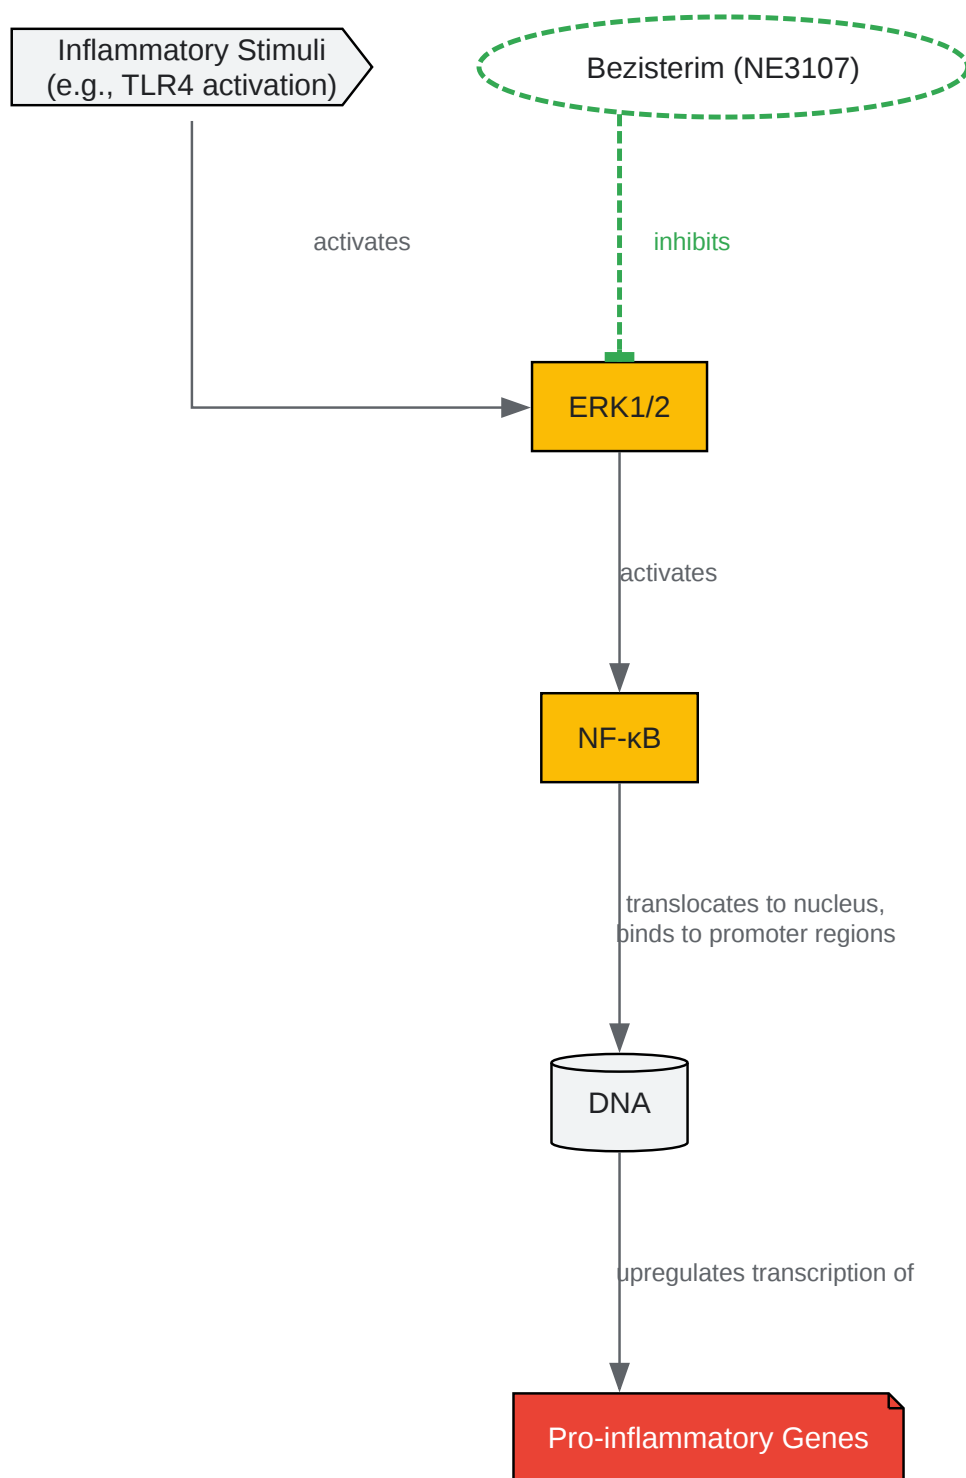 Inflammatory Stimuli
(e.g., TLR4 activation)
Bezisterim (NE3107)
activates
inhibits
ERK1/2
activates
NF-κB
translocates to nucleus,
binds to promoter regions
DNA
upregulates transcription of
Pro-inflammatory Genes